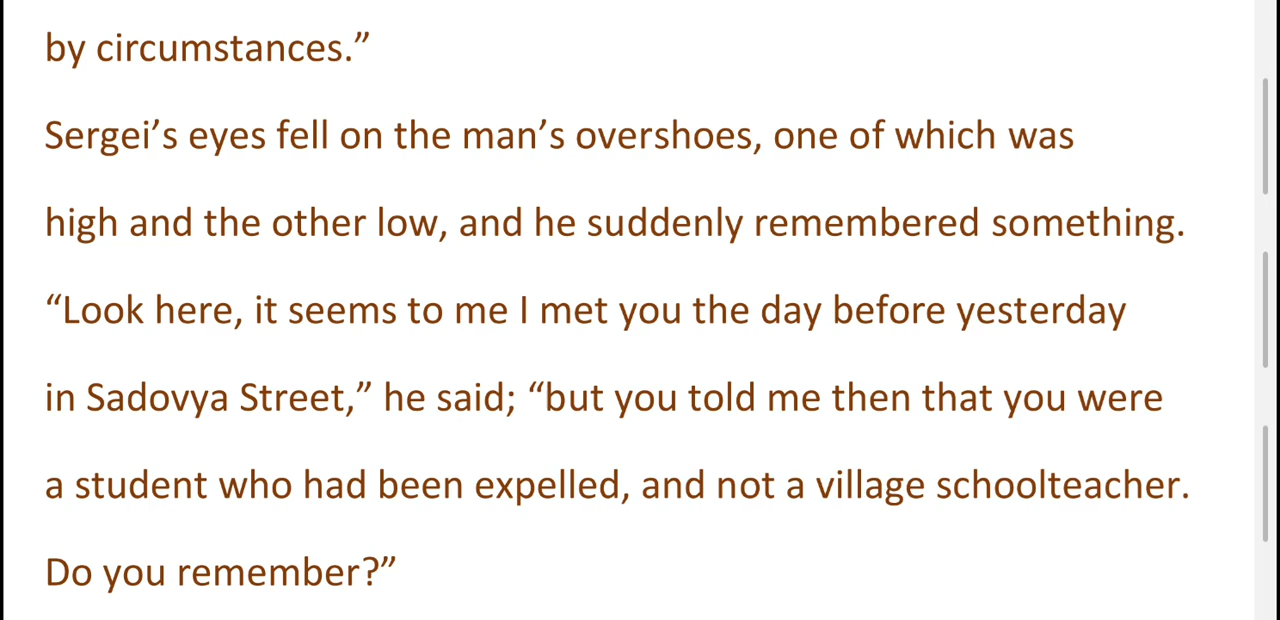 by circumstances.”
Sergei’s eyes fell on the man’s overshoes, one of which was
high and the other low, and he suddenly remembered something.
“Look here, it seems to me I met you the day before yesterday
in Sadovya Street,” he said; “but you told me then that you were
a student who had been expelled, and not a village schoolteacher.
Do you remember?”